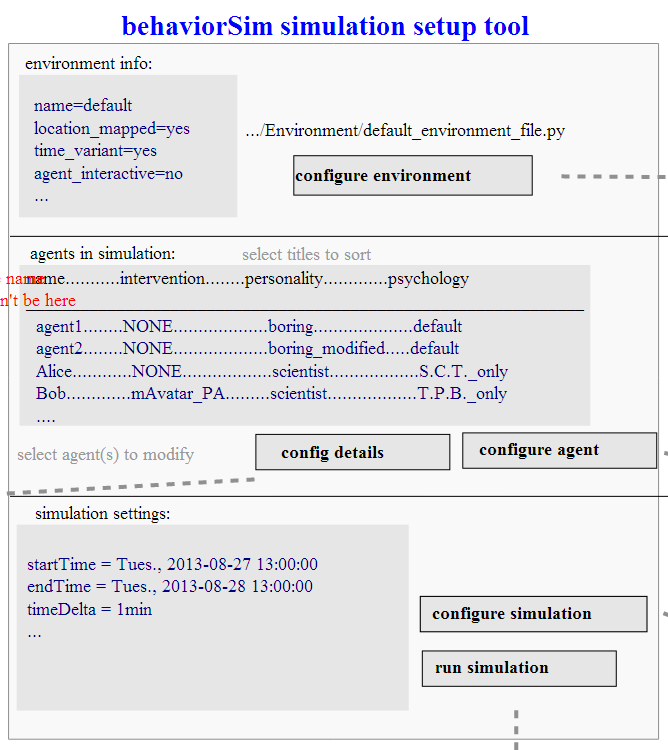 behaviorSim simulation setup tool
environment info:
name=default
location_mapped=yes
time_variant=yes
agent_interactive=no
...
.../Environment/default_environment_file.py
configure environment
agents in simulation:
select titles to sort
name
name...........intervention........personality.............psychology
n't be here
agent1........NONE...................boring.....................default
agent2........NONE...................boring_modified.....default
Alice............NONE...................scientist...................S.C.T._only
Bob............mAvatar_PA.........scientist...................T.P.B._only
....
select agent(s) to modify
config details
configure agent
simulation settings:
startTime = Tues., 2013-08-27 13:00:00
endTime = Tues., 2013-08-28 13:00:00
timeDelta = 1min
...
configure simulation
run simulation